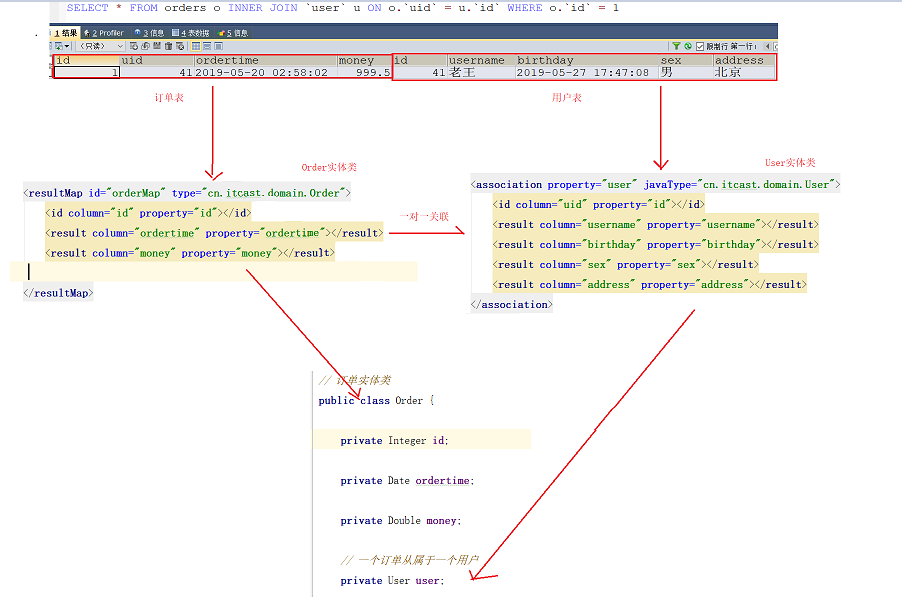 SELECT * FROM orders o INNER JOIN `user` u ON o.`uid` = u.`id` WHERE o.`id` = 1
1 结果 2 Profiler 3 信息 4 表数据 5 信息
(只读) 限制行 第一行:
id uid ordertime money id username birthday sex address
1 41 2019-05-20 02:58:02 999.5 41 老王 2019-05-27 17:47:08 男 北京
订单表
用户表
Order实体类
User实体类
<resultMap id="orderMap" type="cn.itcast.domain.Order">
<id column="id" property="id"></id>
<result column="ordertime" property="ordertime"></result>
<result column="money" property="money"></result>
</resultMap>
一对一关联
<association property="user" javaType="cn.itcast.domain.User">
<id column="uid" property="id"></id>
<result column="username" property="username"></result>
<result column="birthday" property="birthday"></result>
<result column="sex" property="sex"></result>
<result column="address" property="address"></result>
</association>
// 订单实体类
public class Order {
private Integer id;
private Date ordertime;
private Double money;
// 一个订单从属于一个用户
private User user;